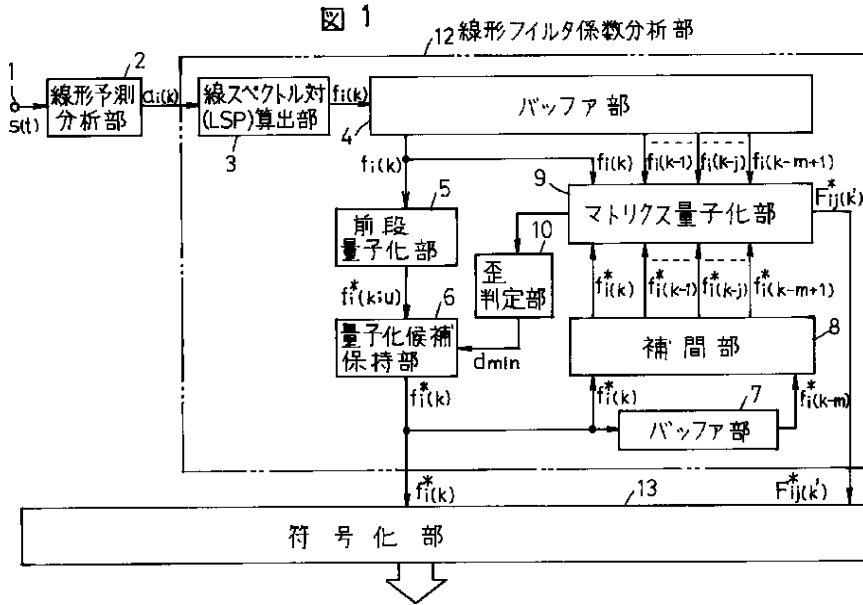 図 1
12 線形フィルタ係数分析部
1
s(t)
2
線形予測
分析部
ai(k)
線スペクトル対
(LSP)算出部
3
fi(k)
4
バッファ部
fi(k)
fi(k)
fi(k-1)
fi(k-j)
fi(k-m+1)
5
前段
量子化部
9
マトリクス量子化部
F*ij(k')
10
歪
判定部
f*i(k;u)
6
量子化候補
保持部
dmin
f*i(k)
f*i(k-1)
f*i(k-j)
f*i(k-m+1)
補間部
8
f*i(k)
f*i(k)
7
バッファ部
f*i(k-m)
f*i(k)
13
F*ij(k')
符号化部